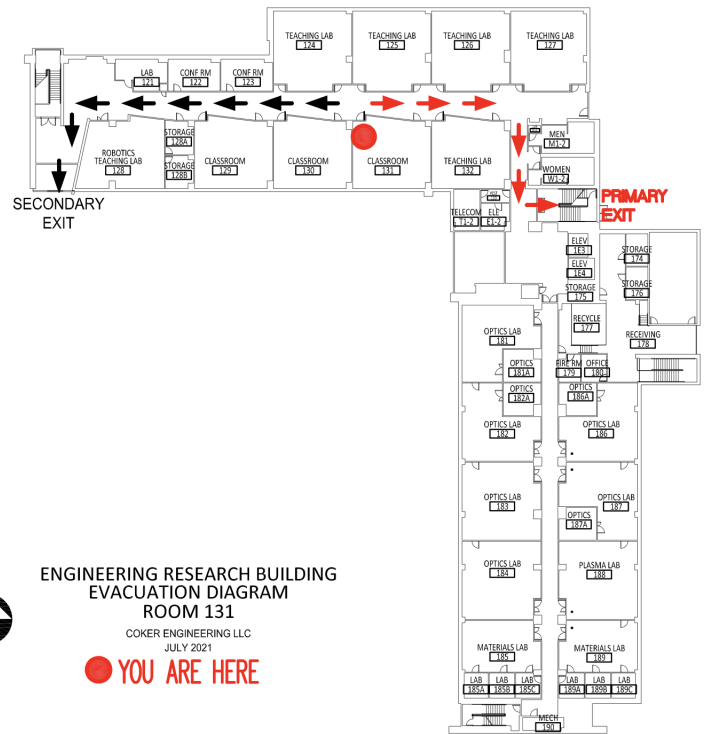 TEACHING LAB
124
TEACHING LAB
125
TEACHING LAB
126
TEACHING LAB
127
LAB
121
CONF RM
122
CONF RM
123
ROBOTICS
TEACHING LAB
128
STORAGE
128A
STORAGE
128B
CLASSROOM
129
CLASSROOM
130
CLASSROOM
131
TEACHING LAB
132
MEN
M1-2
WOMEN
W1-2
SECONDARY
EXIT
PRIMARY
EXIT
TELECOM
T1-2
ELE
E1-2
ELEV
1E3
ELEV
1E4
STORAGE
175
STORAGE
174
STORAGE
176
RECYCLE
177
RECEIVING
178
OPTICS LAB
181
OPTICS
181A
FIRE RM
179
OFFICE
180
OPTICS
182A
OPTICS
186A
OPTICS LAB
182
OPTICS LAB
186
OPTICS LAB
183
OPTICS LAB
187
OPTICS
187A
OPTICS LAB
184
PLASMA LAB
188
MATERIALS LAB
185
MATERIALS LAB
189
LAB
185A
LAB
185B
LAB
185C
LAB
189A
LAB
189B
LAB
189C
MECH
190
ENGINEERING RESEARCH BUILDING
EVACUATION DIAGRAM
ROOM 131
COKER ENGINEERING LLC
JULY 2021
YOU ARE HERE